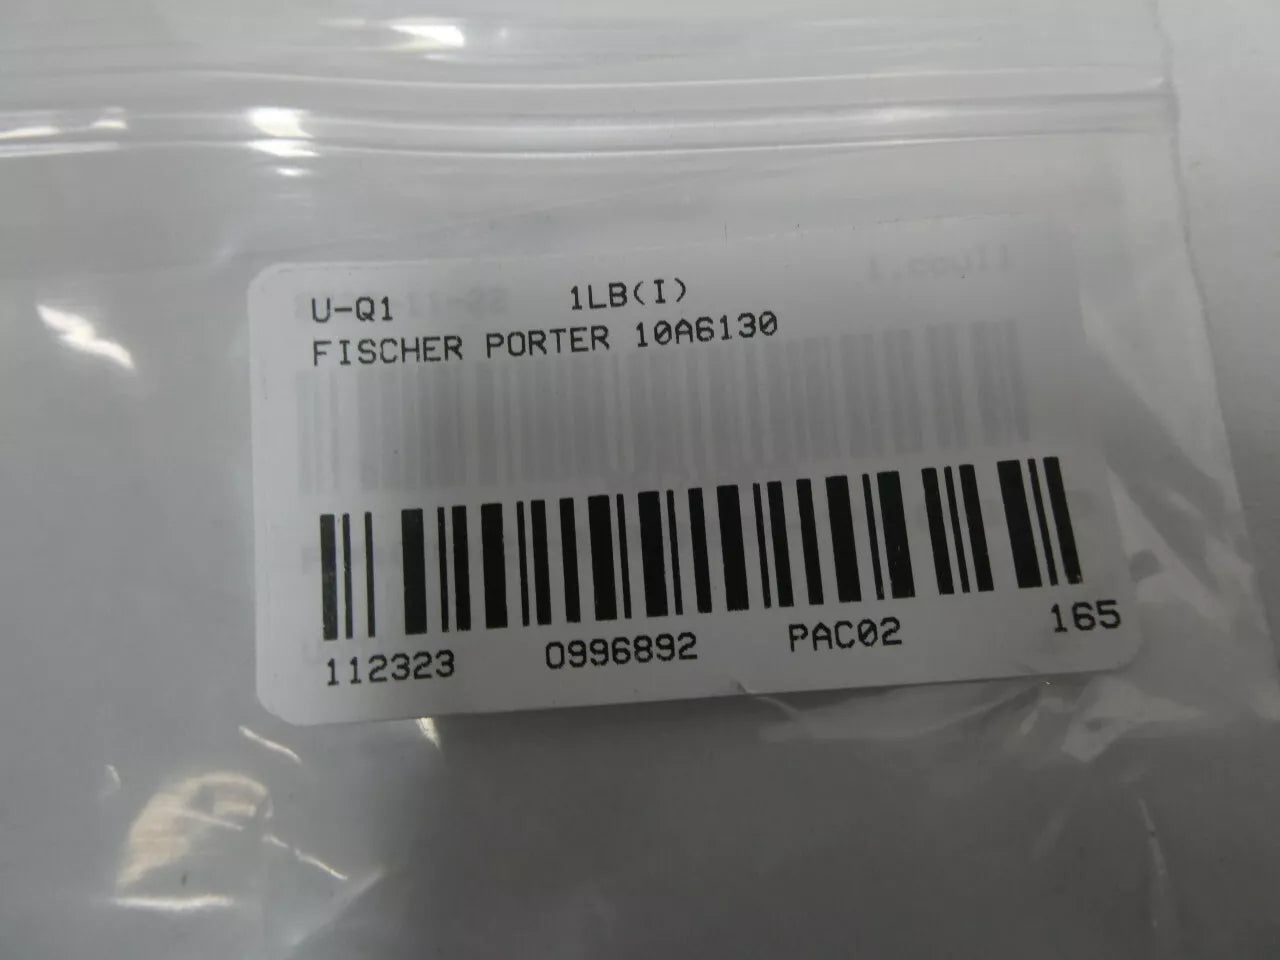 U-Q1 1LB(I)
FISCHER PORTER 10A6130
112323 0996892 PAC02 165